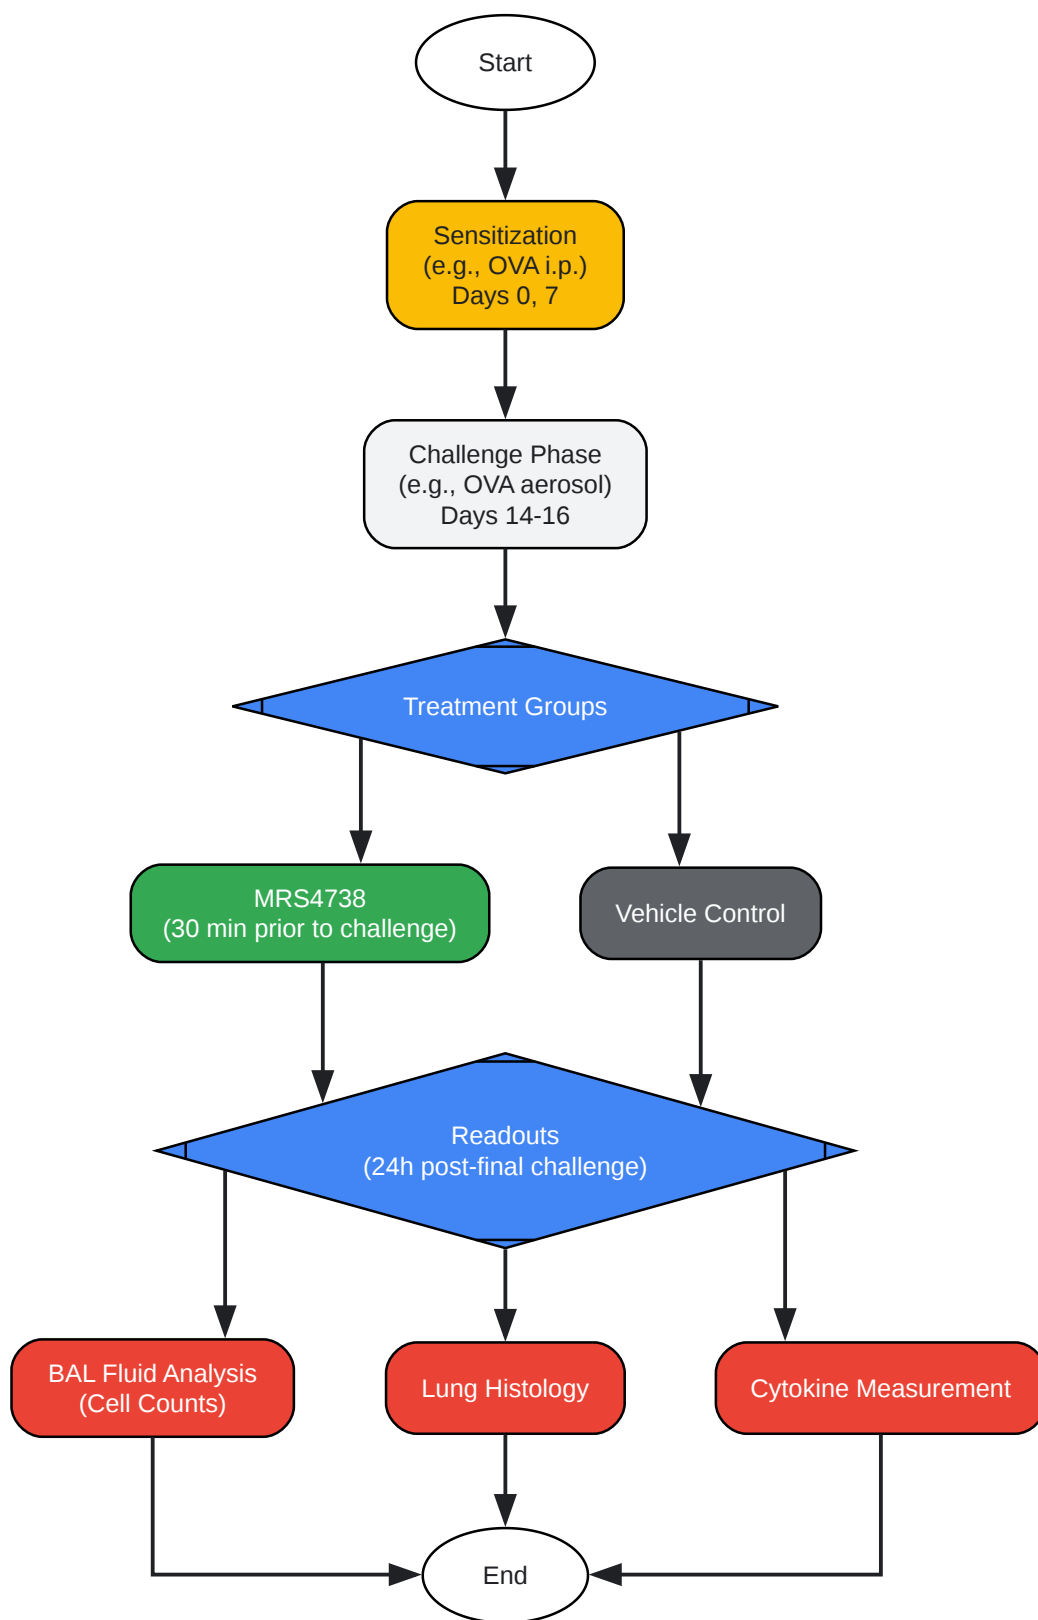 Start
Sensitization
(e.g., OVA i.p.)
Days 0, 7
Challenge Phase
(e.g., OVA aerosol)
Days 14-16
Treatment Groups
MRS4738
(30 min prior to challenge)
Vehicle Control
Readouts
(24h post-final challenge)
BAL Fluid Analysis
(Cell Counts)
Lung Histology
Cytokine Measurement
End